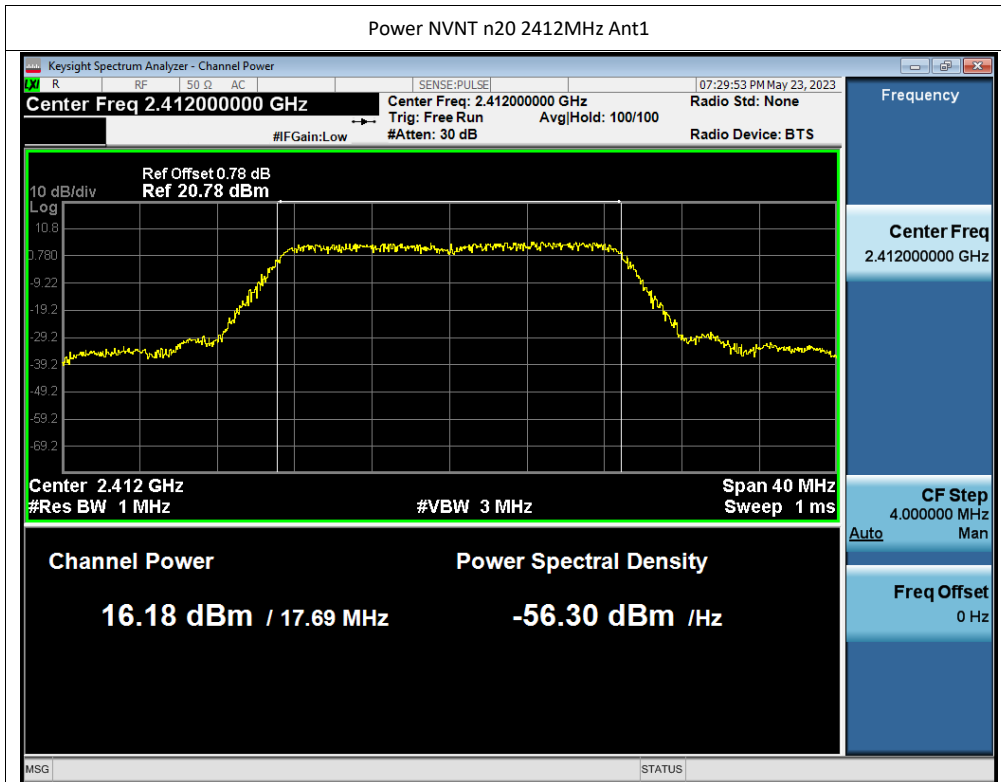 Power NVNT n20 2412MHz Ant1
Keysight Spectrum Analyzer - Channel Power
LXI R RF 50 Ω AC SENSE:PULSE 07:29:53 PM May 23, 2023
Center Freq 2.412000000 GHz
#IFGain:Low
Center Freq: 2.412000000 GHz
Trig: Free Run Avg|Hold: 100/100
#Atten: 30 dB
Radio Std: None
Radio Device: BTS
Ref Offset 0.78 dB
10 dB/div Ref 20.78 dBm
Log
10.8
0.780
-9.22
-19.2
-29.2
-39.2
-49.2
-59.2
-69.2
Center 2.412 GHz Span 40 MHz
#Res BW 1 MHz #VBW 3 MHz Sweep 1 ms
Channel Power Power Spectral Density
16.18 dBm / 17.69 MHz -56.30 dBm /Hz
Frequency
Center Freq
2.412000000 GHz
CF Step
4.000000 MHz
Auto Man
Freq Offset
0 Hz
MSG STATUS